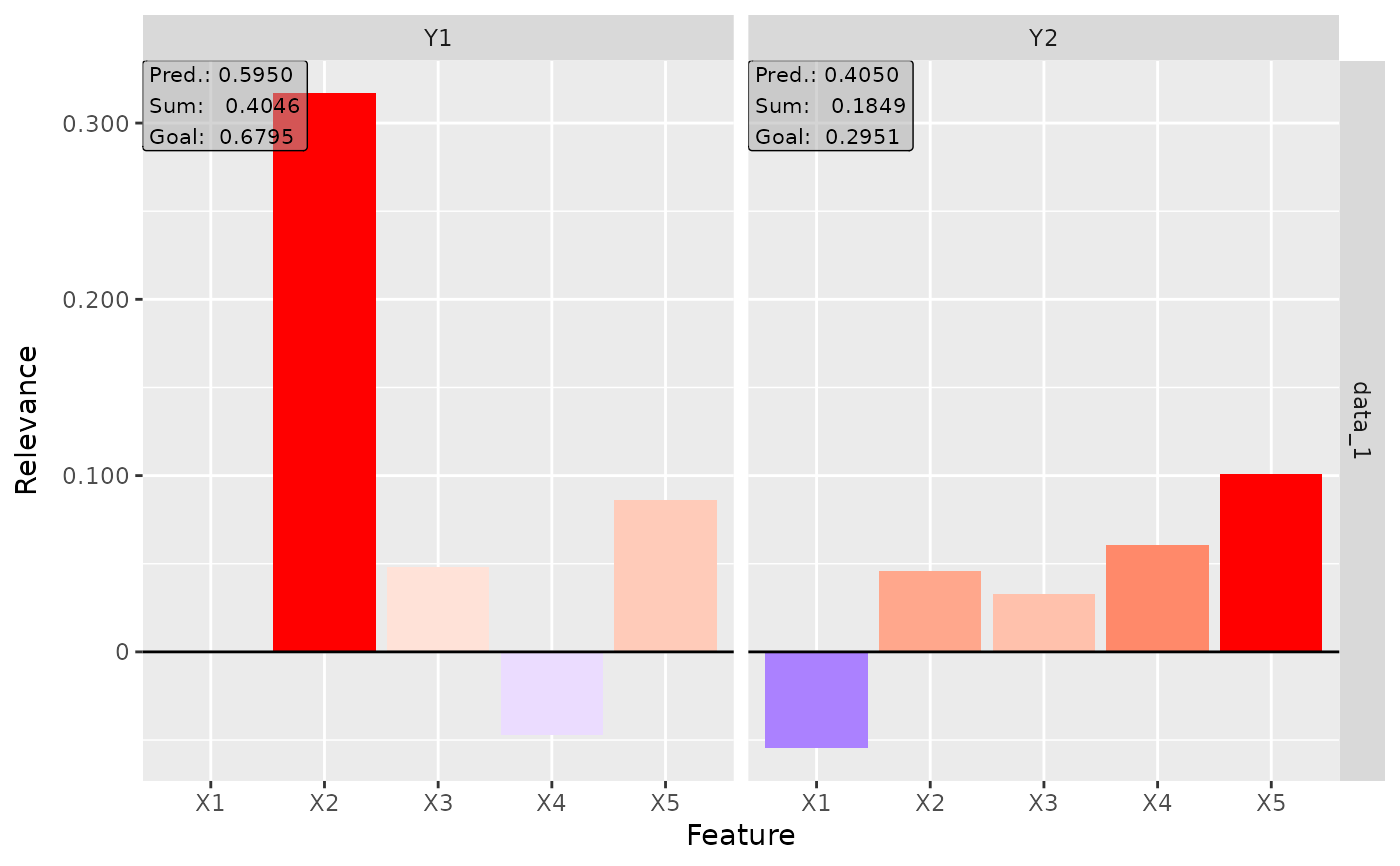 Y1
Y2
Pred.: 0.5950
Sum: 0.4046
Goal: 0.6795
Pred.: 0.4050
Sum: 0.1849
Goal: 0.2951
0.300
0.200
0.100
0
Relevance
data_1
X1
X2
X3
X4
X5
X1
X2
X3
X4
X5
Feature